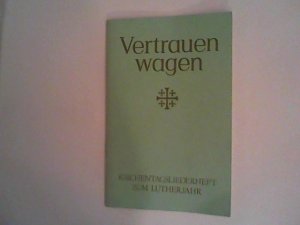 Vertrauen
wagen
KIRCHENTAGSLIEDERHEFT
ZUM LUTHERJAHR